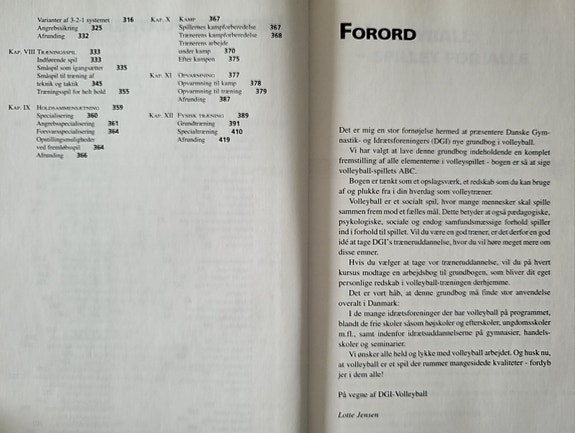 Varianter af 3-2-1 systemet 316
Angrebssikring 325
Afrunding 332
KAP. VIII TRÆNINGSSPIL 333
Indførende spil 333
Småspil som igangsætter 335
Småspil til træning af
teknik og taktik 345
Træningsspil for helt hold 355
KAP. IX HOLDSAMMENSÆTNING 359
Specialisering 360
Angrebsspecialisering 361
Forsvarsspecialisering 364
Opstillingsmuligheder
ved formiddagspil 364
Afrunding 366
KAP. X KAMP 367
Spillernes kampforberedelse 367
Trænerens kampforberedelse 368
Trænerens arbejde
under kamp 370
Efter kampen 375
KAP. XI OPVARMNING 377
Opvarmning til kamp 378
Opvarmning til træning 379
Afrunding 387
KAP. XII FYSISK TRÆNING 389
Grundtræning 391
Specialtræning 410
Afrunding 419
FORORD
Det er mig en stor fornøjelse hermed at præsentere Danske Gym-
nastik- og Idrætsforeningers (DGI) nye grundbog i volleyball.
Vi har valgt at lave denne grundbog indeholdende en komplet
fremstilling af alle elementerne i volleyspillet - bogen er så at sige
volleyball-spillets ABC.
Bogen er tænkt som et opslagsværk, et redskab som du kan bruge
af og plukke fra i din hverdag som volleytræner.
Volleyball er et socialt spil, hvor mange mennesker skal spille
sammen frem mod et fælles mål. Dette betyder at også pædagogiske,
psykologiske, sociale og endog samfundsmæssige forhold spiller
ind i forhold til spillet. Vil du være en god træner, er det derfor en god
idé at tage DGI's træneruddannelse, hvor du vil høre meget mere om
disse emner.
Hvis du vælger at tage vor træneruddannelse, vil du på hvert
kursus modtage en arbejdsbog til grundbogen, som bliver dit eget
personlige redskab i volleyball-træningen derhjemme.
Det er vort håb, at denne grundbog må finde stor anvendelse
overalt i Danmark:
I de mange idrætsforeninger der har volleyball på programmet,
blandt de frie skoler såsom højskoler og efterskoler, ungdomsskoler
m.fl., samt indenfor idrætsuddannelserne på gymnasier, handels-
skoler og seminarier.
Vi ønsker alle held og lykke med volleyball arbejdet. Og husk nu,
at volleyball er et spil der rummer mangesidede kvaliteter - fordyb
jer i dem alle!
På vegne af DGI-Volleyball
Lotte Jensen